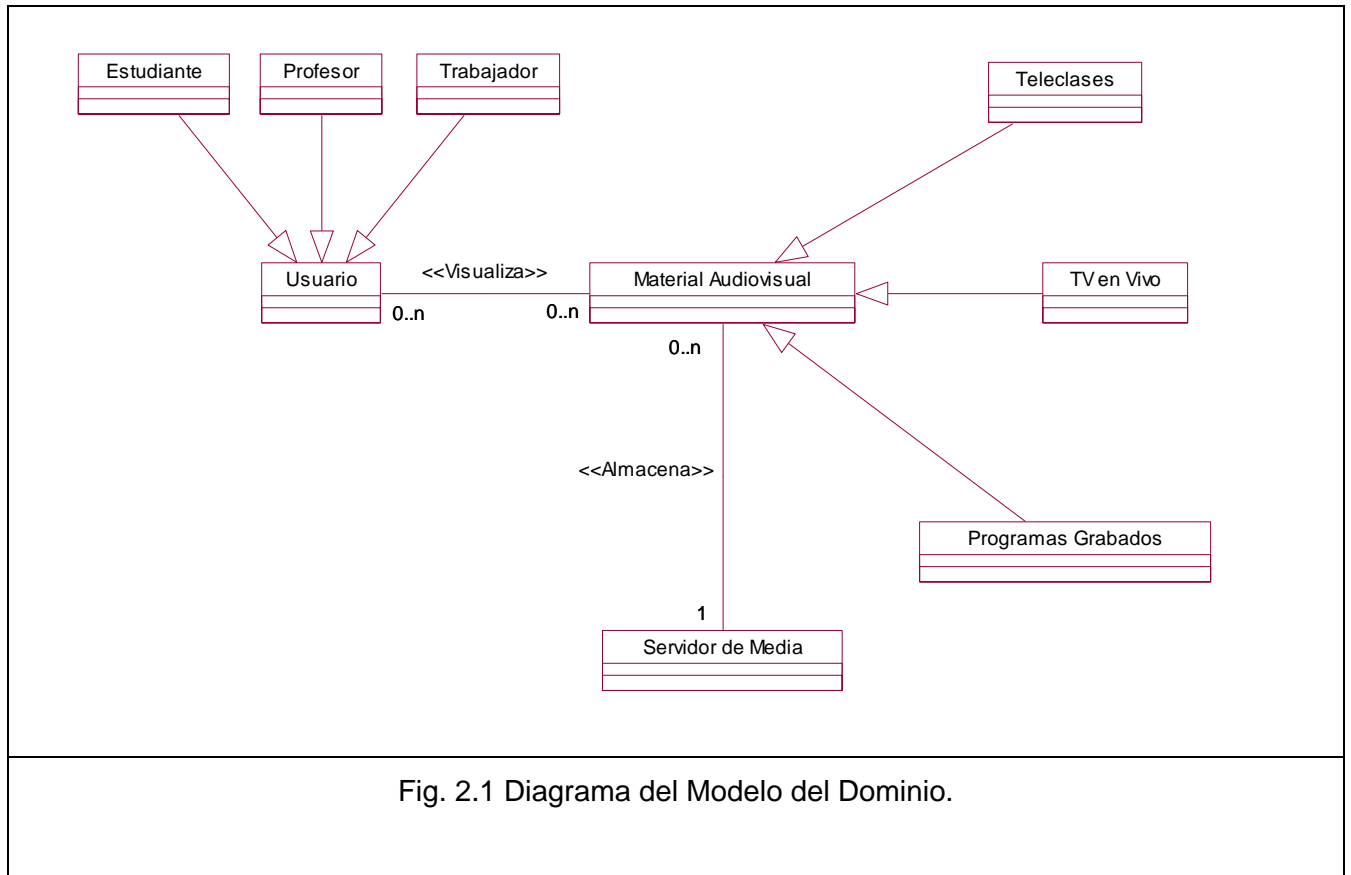 Estudiante
Profesor
Trabajador
Teleclases
Usuario
<<Visualiza>>
0..n
0..n
Material Audiovisual
TV en Vivo
0..n
<<Almacena>>
Programas Grabados
1
Servidor de Media
Fig. 2.1 Diagrama del Modelo del Dominio.